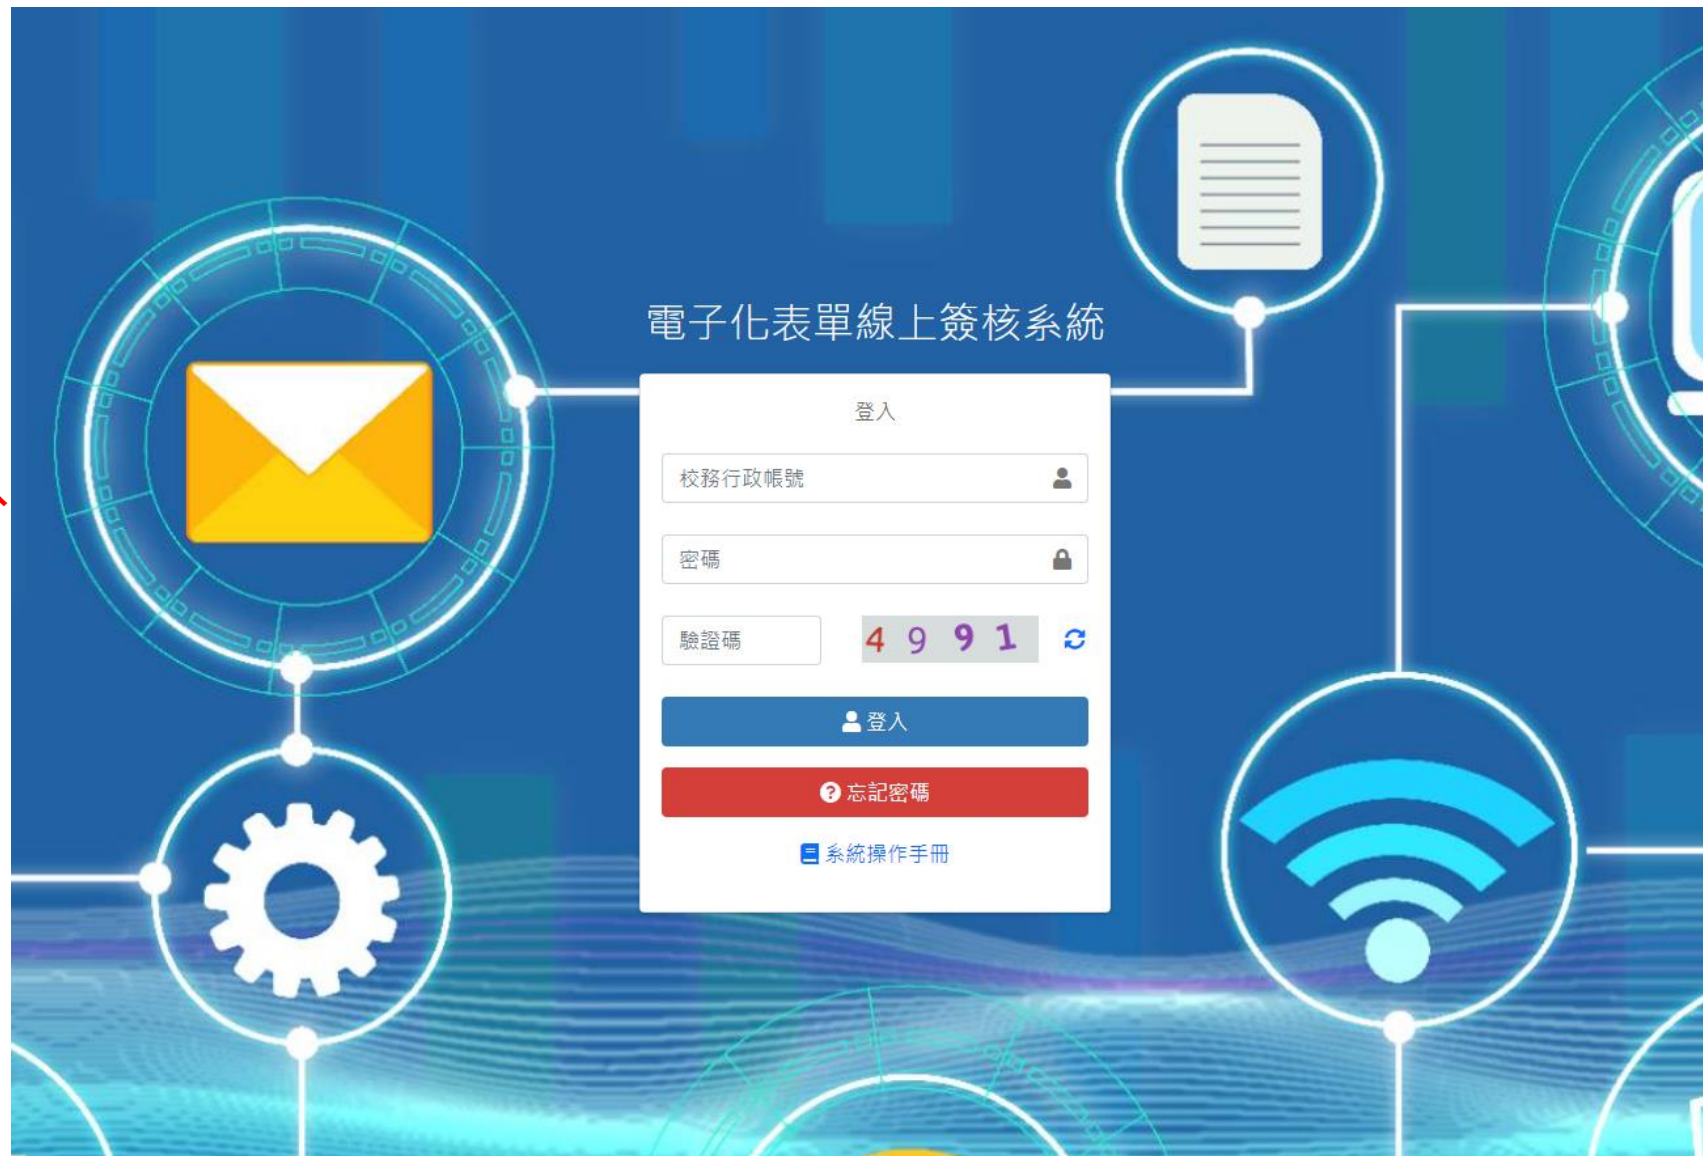 電子化表單線上簽核系統
登入
校務行政帳號
密碼
驗證碼 4 9 9 1
登入
忘記密碼
系統操作手冊